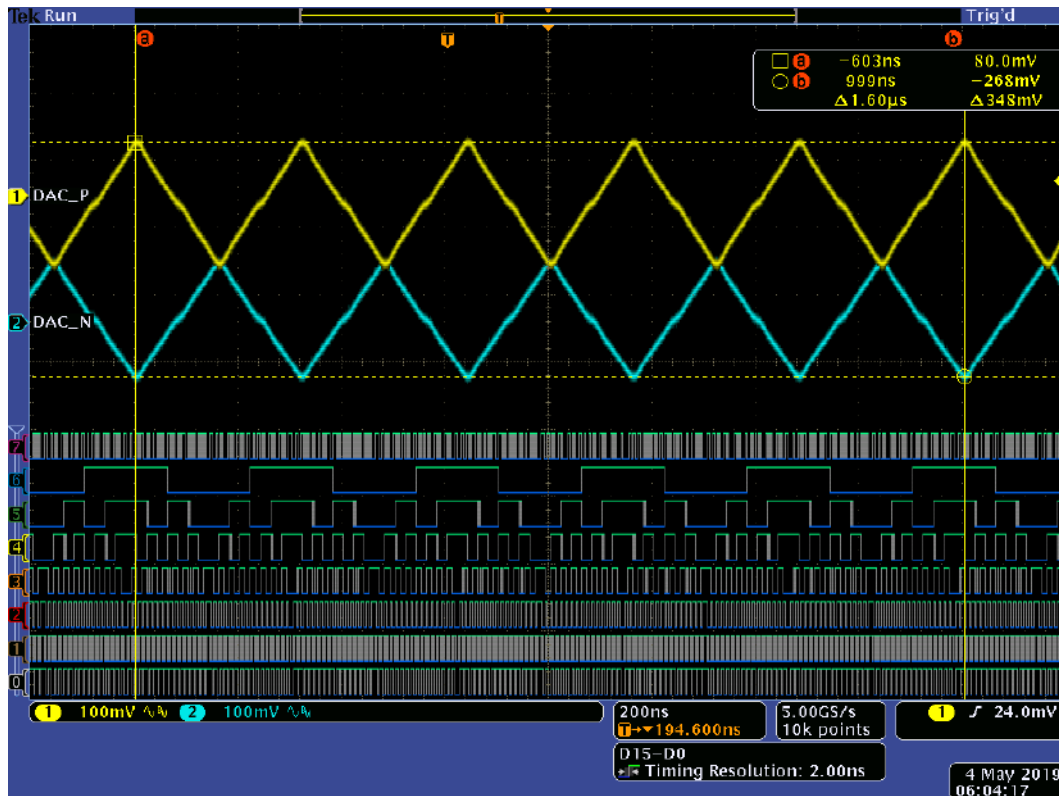 Tek Run Trig'd
a T b
a -603ns 80.0mV
b 999ns -268mV
Δ1.60µs Δ348mV
1 DAC_P
2 DAC_N
7
6
5
4
3
2
1
0
1 100mV 2 100mV
200ns
T→▼194.600ns
5.00GS/s
10k points
1 24.0mV
D15-D0
Timing Resolution: 2.00ns
4 May 2019
06:04:17